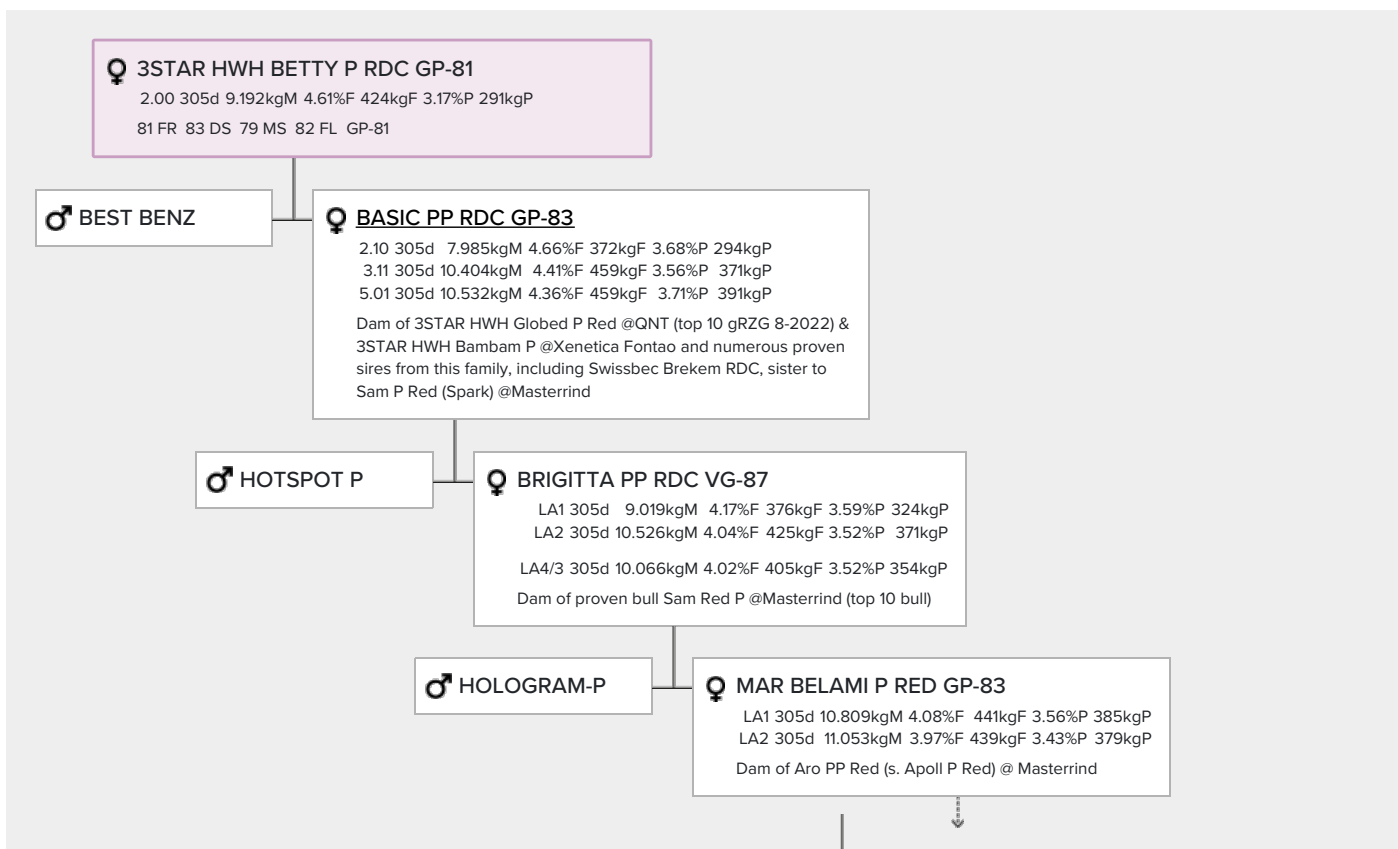 3STAR HWH BETTY P RDC GP-81
2.00 305d 9.192kgM 4.61%F 424kgF 3.17%P 291kgP
81 FR 83 DS 79 MS 82 FL GP-81
BEST BENZ
BASIC PP RDC GP-83
2.10 305d 7.985kgM 4.66%F 372kgF 3.68%P 294kgP
3.11 305d 10.404kgM 4.41%F 459kgF 3.56%P 371kgP
5.01 305d 10.532kgM 4.36%F 459kgF 3.71%P 391kgP
Dam of 3STAR HWH Globed P Red @QNT (top 10 gRZG 8-2022) &
3STAR HWH Bambam P @Xenetica Fontao and numerous proven
sires from this family, including Swissbec Brekem RDC, sister to
Sam P Red (Spark) @Masterrind
HOTSPOT P
BRIGITTA PP RDC VG-87
LA1 305d 9.019kgM 4.17%F 376kgF 3.59%P 324kgP
LA2 305d 10.526kgM 4.04%F 425kgF 3.52%P 371kgP
LA4/3 305d 10.066kgM 4.02%F 405kgF 3.52%P 354kgP
Dam of proven bull Sam Red P @Masterrind (top 10 bull)
HOLOGRAM-P
MAR BELAMI P RED GP-83
LA1 305d 10.809kgM 4.08%F 441kgF 3.56%P 385kgP
LA2 305d 11.053kgM 3.97%F 439kgF 3.43%P 379kgP
Dam of Aro PP Red (s. Apoll P Red) @ Masterrind